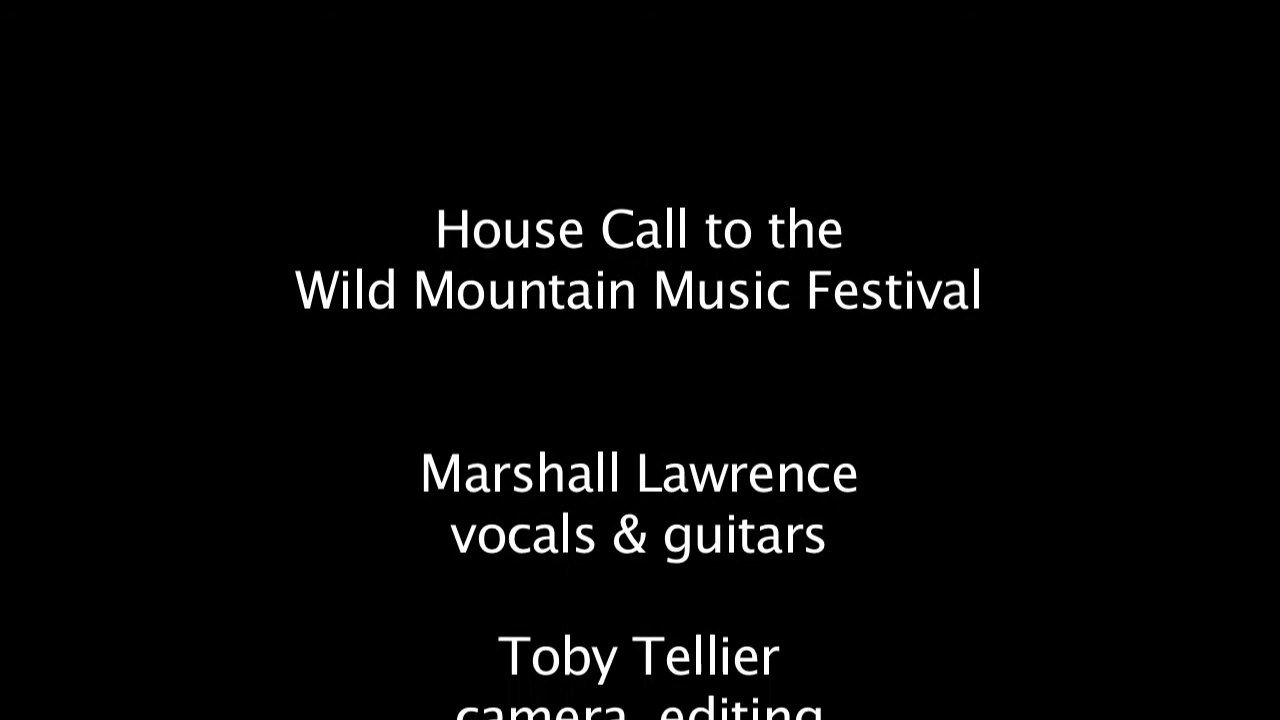 House Call to the
Wild Mountain Music Festival
Marshall Lawrence
vocals & guitars
Toby Tellier
camera, editing